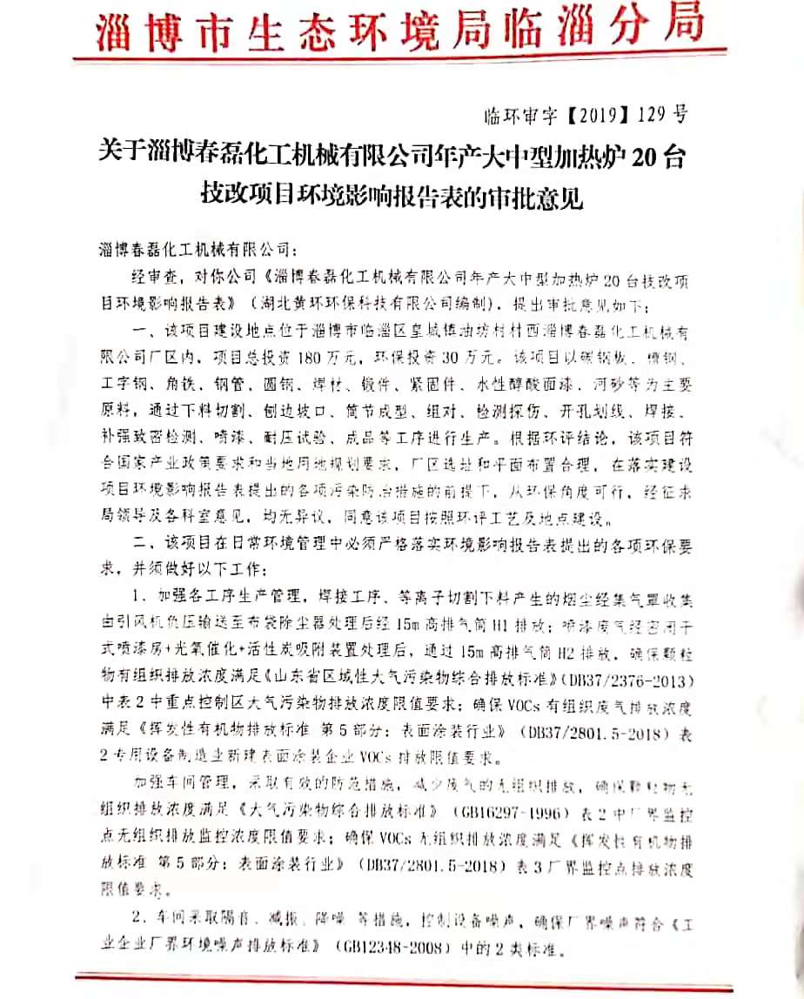 淄博市生态环境局临淄分局
临环审字【2019】129 号
关于淄博春磊化工机械有限公司年产大中型加热炉 20 台
技改项目环境影响报告表的审批意见
淄博春磊化工机械有限公司：
经审查，对你公司《淄博春磊化工机械有限公司年产大中型加热炉 20 台技改项
目环境影响报告表》（湖北黄环环保科技有限公司编制），提出审批意见如下：
一、该项目建设地点位于淄博市临淄区皇城镇油坊村村西淄博春磊化工机械有
限公司厂区内，项目总投资 180 万元，环保投资 30 万元。该项目以碳钢板、槽钢、
工字钢、角铁、钢管、圆钢、焊材、锻件、紧固件、水性醇酸面漆、河砂等为主要
原料，通过下料切割、刨边坡口、筒节成型、组对、检测探伤、开孔划线、焊接、
补强致密检测、喷漆、耐压试验、成品等工序进行生产。根据环评结论，该项目符
合国家产业政策要求和当地用地规划要求，厂区选址和平面布置合理，在落实建设
项目环境影响报告表提出的各项污染防治措施的前提下，从环保角度可行，经征求
局领导及各科室意见，均无异议，同意该项目按照环评工艺及地点建设。
二、该项目在日常环境管理中必须严格落实环境影响报告表提出的各项环保要
求，并须做好以下工作：
1、加强各工序生产管理，焊接工序、等离子切割下料产生的烟尘经集气罩收集
由引风机负压输送至布袋除尘器处理后经 15m 高排气筒 H1 排放；喷漆废气经密闭干
式喷漆房+光氧催化+活性炭吸附装置处理后，通过 15m 高排气筒 H2 排放，确保颗粒
物有组织排放浓度满足《山东省区域性大气污染物综合排放标准》（DB37/2376-2013）
中表 2 中重点控制区大气污染物排放浓度限值要求；确保 VOCs 有组织废气排放浓度
满足《挥发性有机物排放标准 第 5 部分：表面涂装行业》（DB37/2801.5-2018）表
2 专用设备制造业新建表面涂装企业 VOCs 排放限值要求。
加强车间管理，采取有效的防范措施，减少废气的无组织排放，确保颗粒物无
组织排放浓度满足《大气污染物综合排放标准》（GB16297-1996）表 2 中厂界监控
点无组织排放监控浓度限值要求；确保 VOCs 无组织排放浓度满足《挥发性有机物排
放标准 第 5 部分：表面涂装行业》（DB37/2801.5-2018）表 3 厂界监控点排放浓度
限值要求。
2、车间采取隔音、减振、降噪 等措施，控制设备噪声，确保厂界噪声符合《工
业企业厂界环境噪声排放标准》（GB12348-2008）中的 2 类标准。